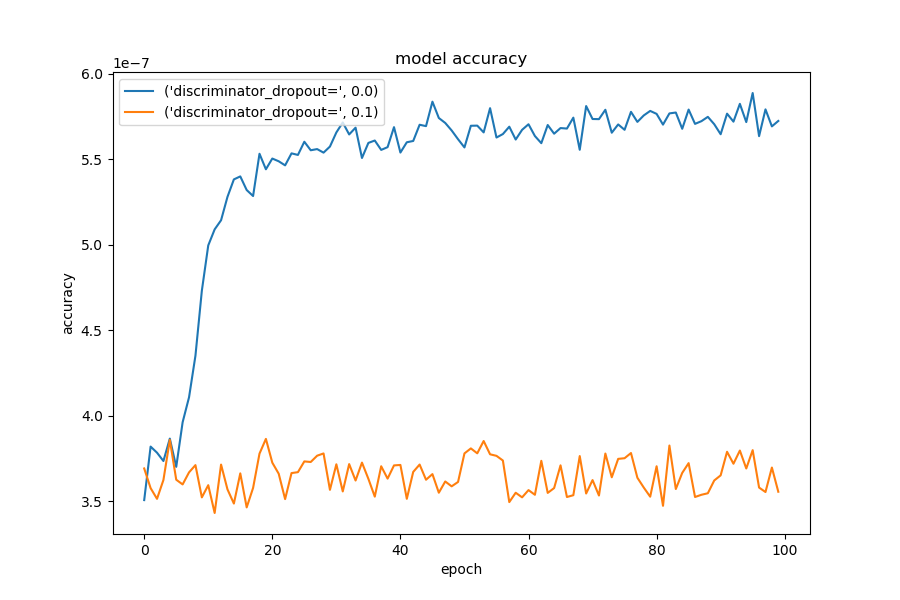 model accuracy
1e−7
6.0
5.5
5.0
4.5
4.0
3.5
accuracy
('discriminator_dropout=', 0.0)
('discriminator_dropout=', 0.1)
0 20 40 60 80 100
epoch